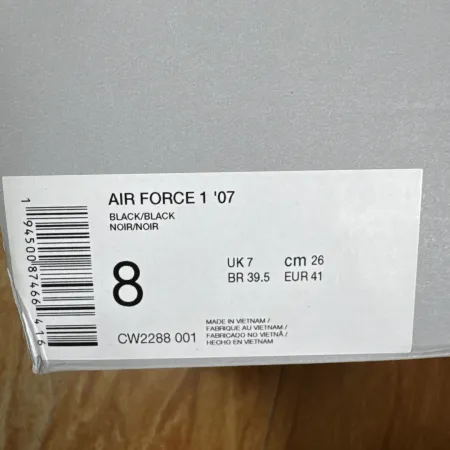 AIR FORCE 1 '07
BLACK/BLACK
NOIR/NOIR
8
UK 7 cm 26
BR 39.5 EUR 41
CW2288 001
MADE IN VIETNAM /
FABRIQUE AU VIETNAM /
FABRICADO NO VIETNÃ /
HECHO EN VIETNAM
1 94500 87466 4 16